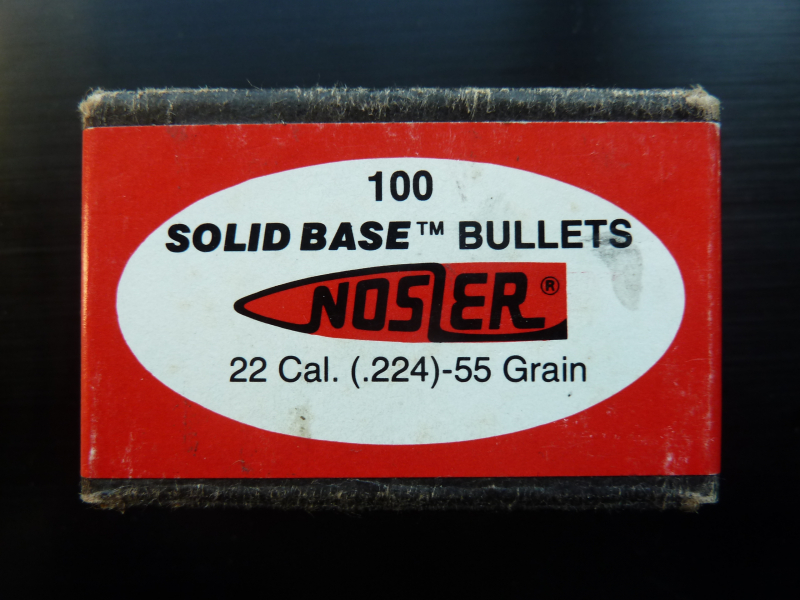 100
SOLID BASE™ BULLETS
NOSLER®
22 Cal. (.224)-55 Grain